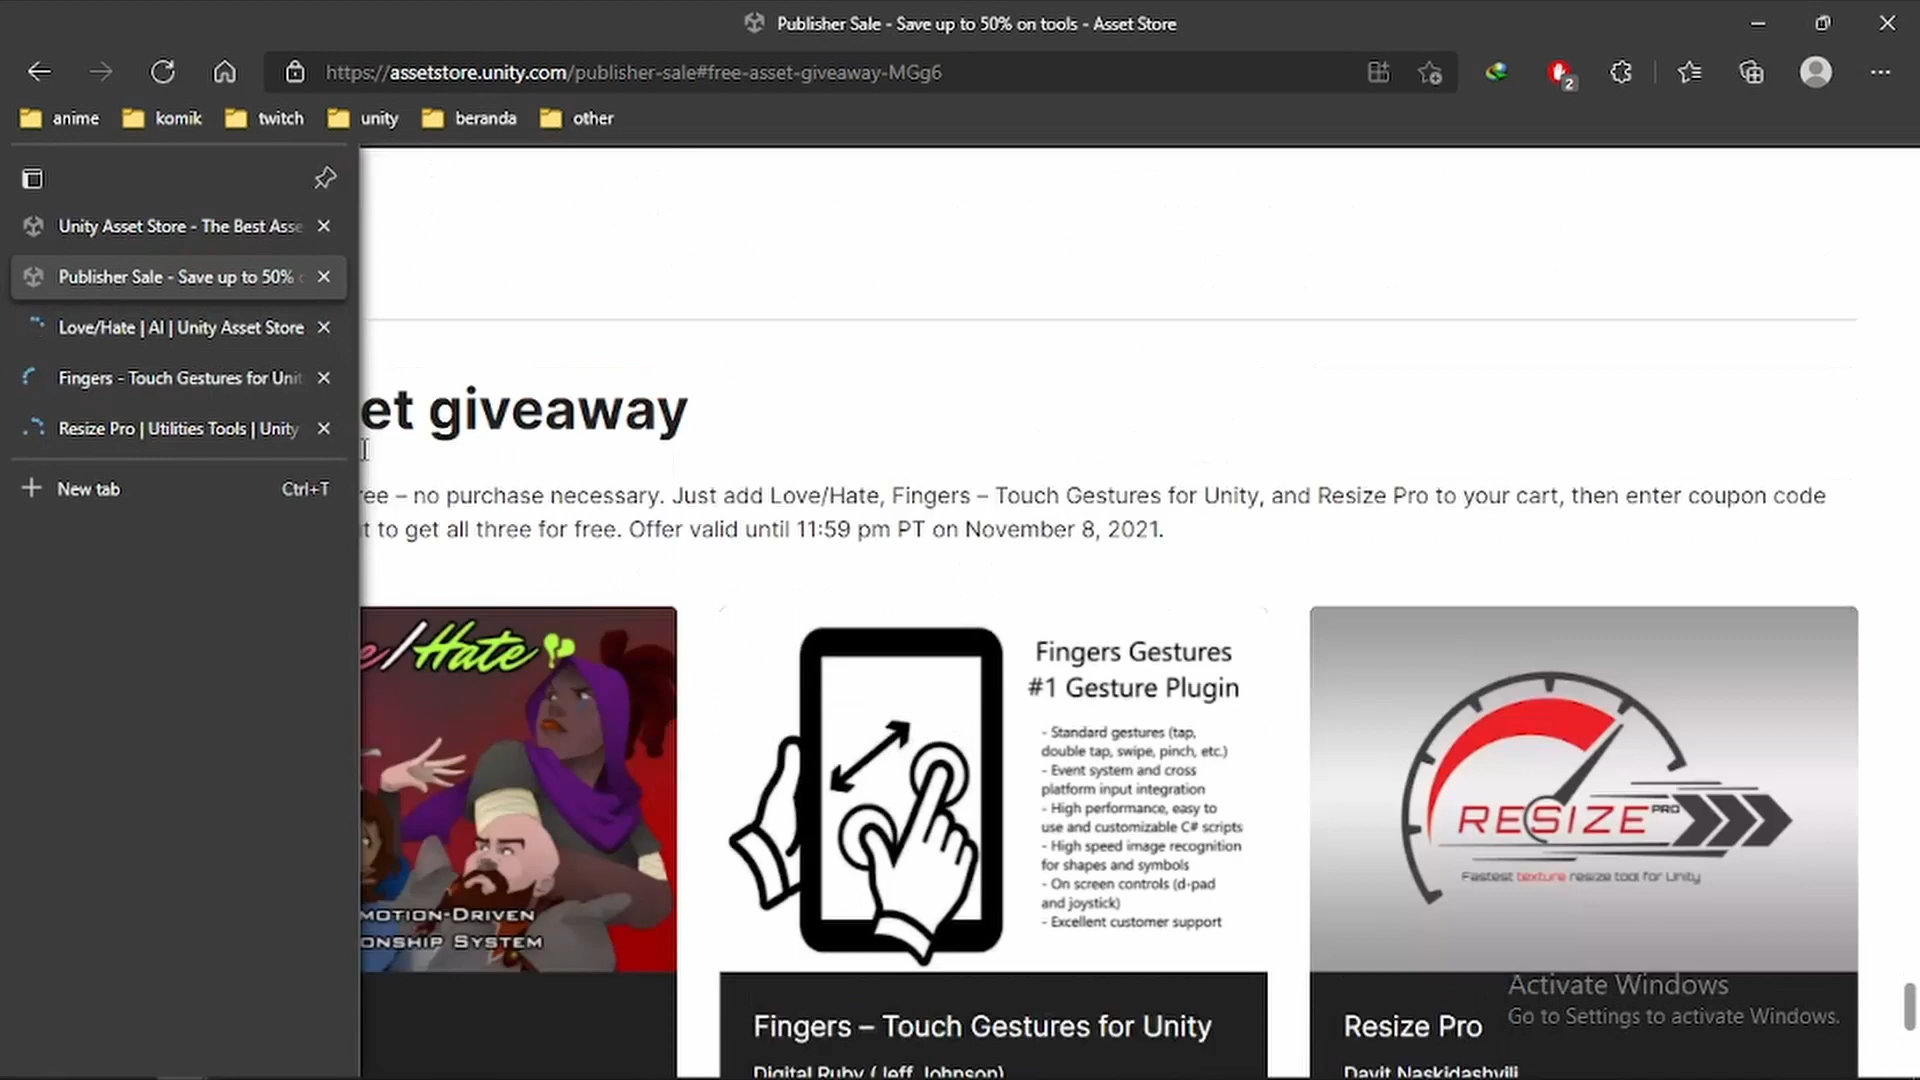 Publisher Sale - Save up to 50% on tools - Asset Store
https://assetstore.unity.com/publisher-sale#free-asset-giveaway-MGg6
2
anime
komik
twitch
unity
beranda
other
Unity Asset Store - The Best Asse
Publisher Sale - Save up to 50%
Love/Hate | AI | Unity Asset Store
Fingers - Touch Gestures for Unit
Resize Pro | Utilities Tools | Unity
New tab
Ctrl+T
et giveaway
ree – no purchase necessary. Just add Love/Hate, Fingers – Touch Gestures for Unity, and Resize Pro to your cart, then enter coupon code
t to get all three for free. Offer valid until 11:59 pm PT on November 8, 2021.
e/Hate
MOTION-DRIVEN
ONSHIP SYSTEM
Fingers Gestures
#1 Gesture Plugin
- Standard gestures (tap,
double tap, swipe, pinch, etc.)
- Event system and cross
platform input integration
- High performance, easy to
use and customizable C# scripts
- High speed image recognition
for shapes and symbols
- On screen controls (d-pad
and joystick)
- Excellent customer support
RESIZE PRO
Fastest texture resize tool for Unity
Fingers – Touch Gestures for Unity
Digital Ruby (Jeff Johnson)
Resize Pro
Davit Naskidashvili
Activate Windows
Go to Settings to activate Windows.